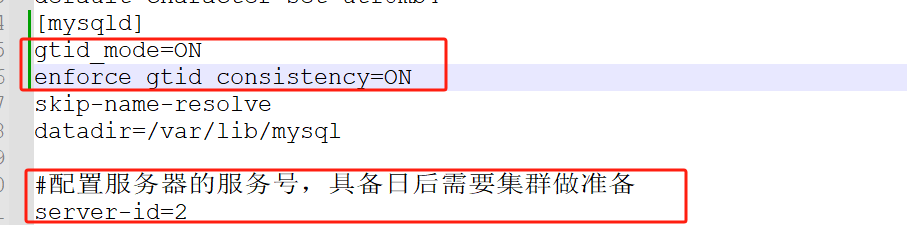 [mysqld]
gtid_mode=ON
enforce_gtid_consistency=ON
skip-name-resolve
datadir=/var/lib/mysql
#配置服务器的服务号，具备日后需要集群做准备
server-id=2